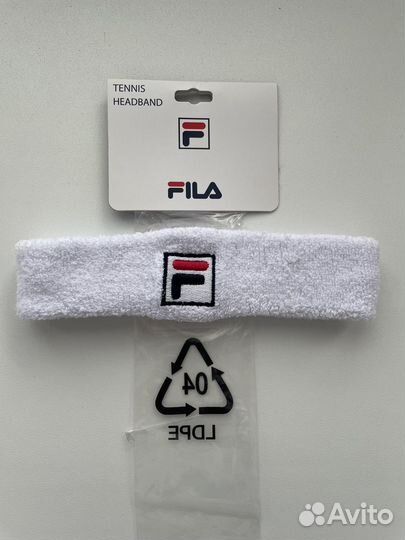 TENNIS
HEADBAND
F
FILA
F
04
LDPE
Avito